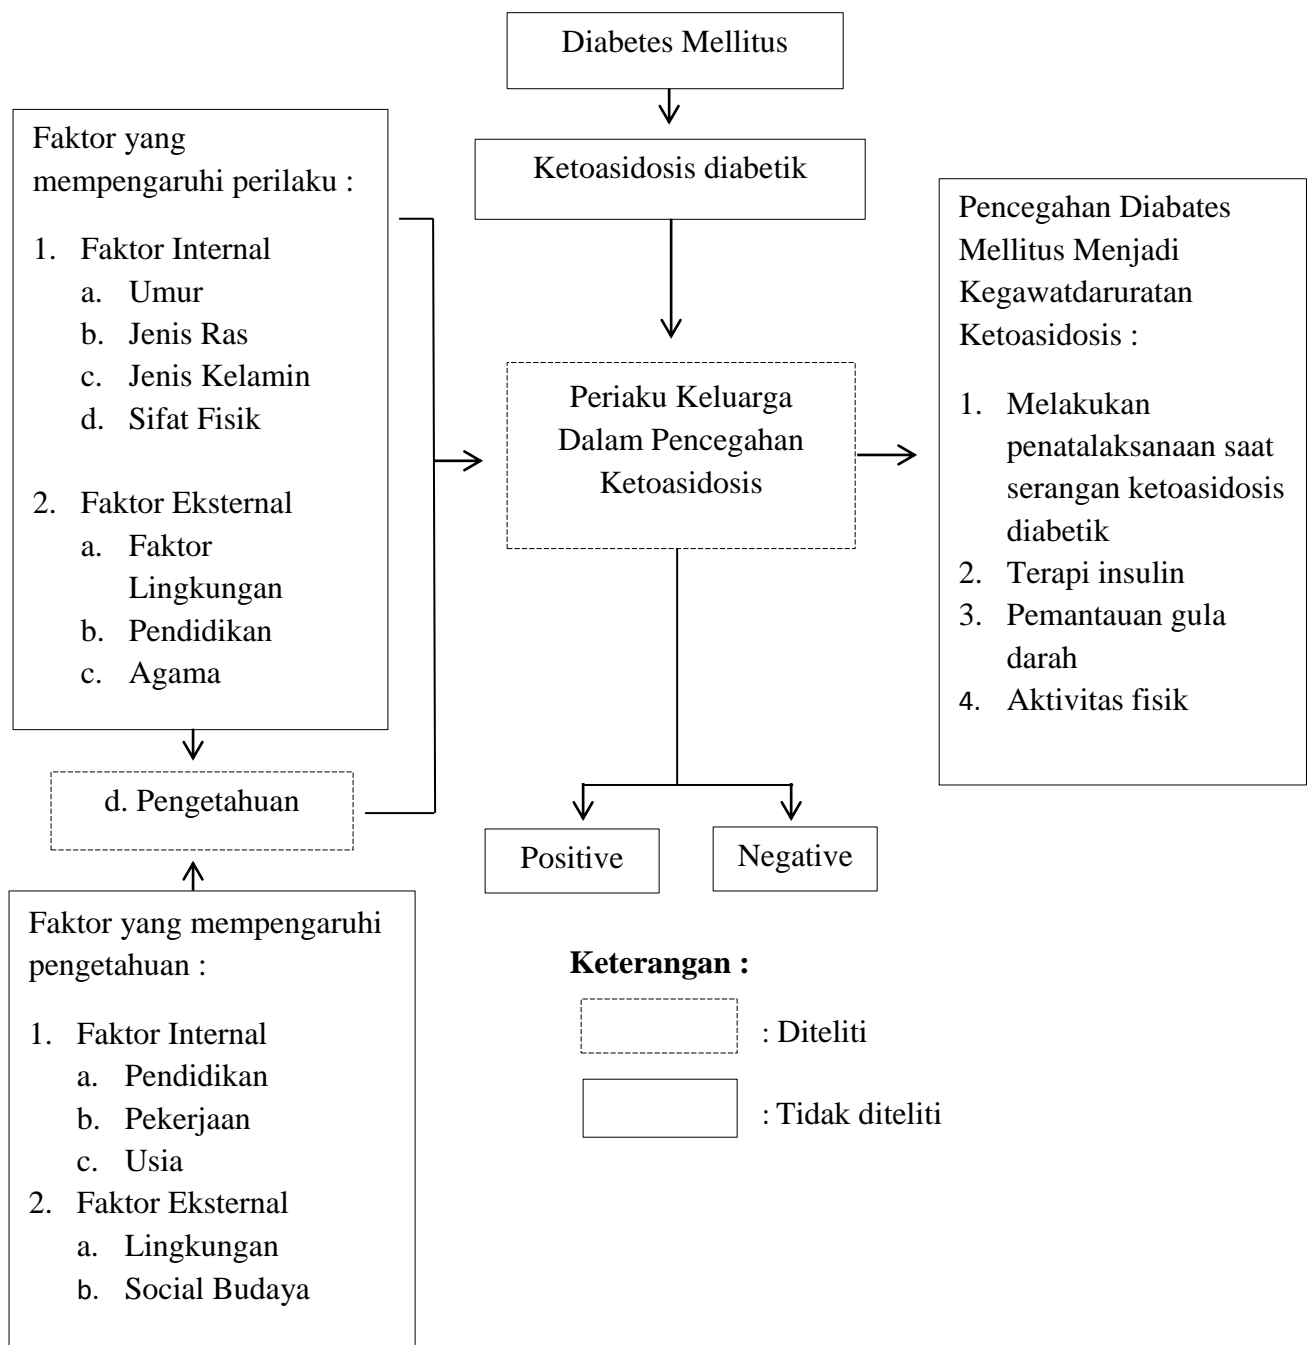 Diabetes Mellitus
Ketoasidosis diabetik
Faktor yang
mempengaruhi perilaku :
1. Faktor Internal
a. Umur
b. Jenis Ras
c. Jenis Kelamin
d. Sifat Fisik
2. Faktor Eksternal
a. Faktor
Lingkungan
b. Pendidikan
c. Agama
d. Pengetahuan
Faktor yang mempengaruhi
pengetahuan :
1. Faktor Internal
a. Pendidikan
b. Pekerjaan
c. Usia
2. Faktor Eksternal
a. Lingkungan
b. Social Budaya
Periaku Keluarga
Dalam Pencegahan
Ketoasidosis
Positive
Negative
Pencegahan Diabates
Mellitus Menjadi
Kegawatdaruratan
Ketoasidosis :
1. Melakukan
penatalaksanaan saat
serangan ketoasidosis
diabetik
2. Terapi insulin
3. Pemantauan gula
darah
4. Aktivitas fisik
Keterangan :
: Diteliti
: Tidak diteliti